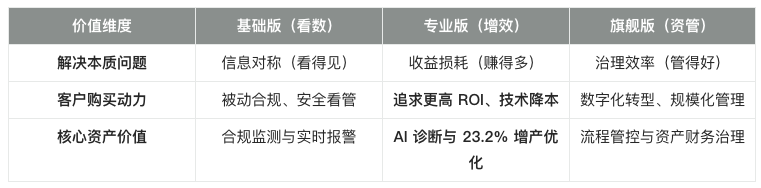 价值维度 基础版（看数） 专业版（增效） 旗舰版（资管）
解决本质问题 信息对称（看得见） 收益损耗（赚得多） 治理效率（管得好）
客户购买动力 被动合规、安全看管 追求更高 ROI、技术降本 数字化转型、规模化管理
核心资产价值 合规监测与实时报警 AI 诊断与 23.2% 增产优 流程管控与资产财务治理
化